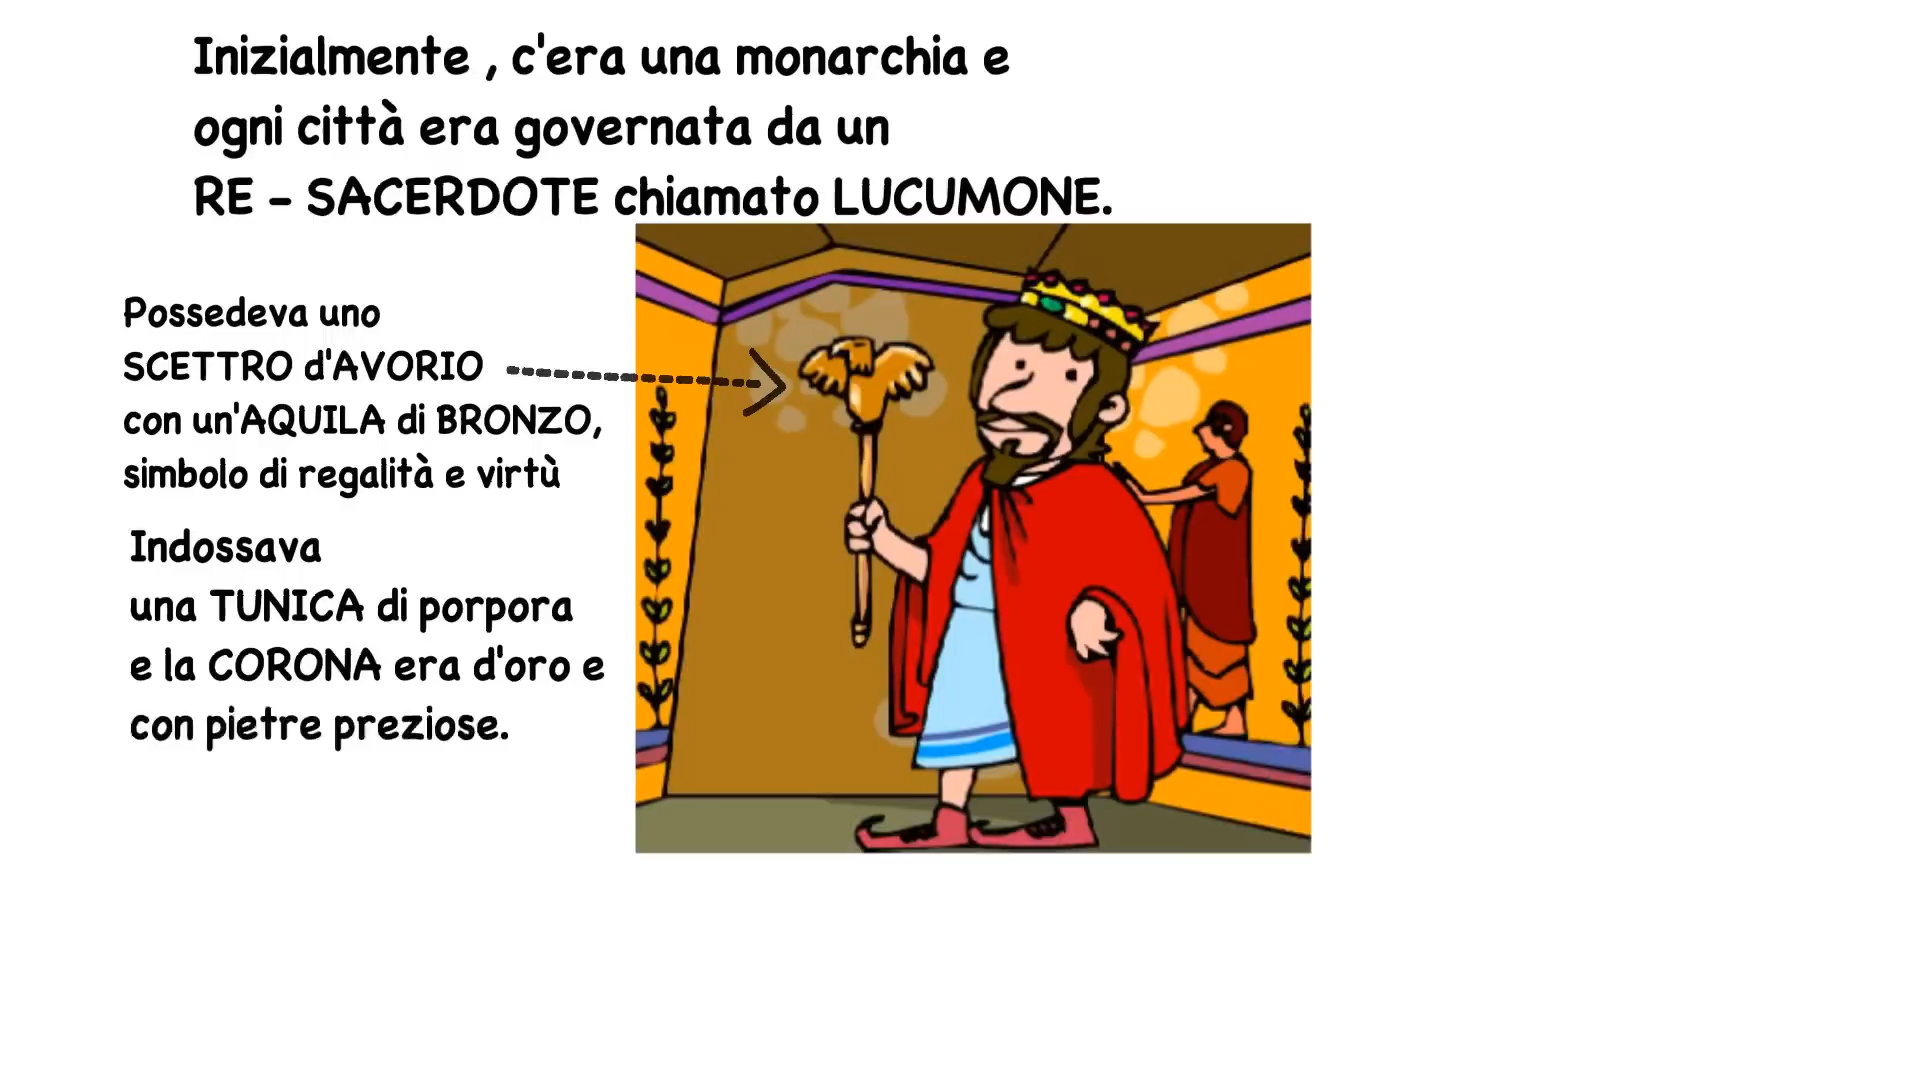 Inizialmente , c'era una monarchia e
ogni città era governata da un
RE - SACERDOTE chiamato LUCUMONE.
Possedeva uno
SCETTRO d'AVORIO
con un'AQUILA di BRONZO,
simbolo di regalità e virtù
Indossava
una TUNICA di porpora
e la CORONA era d'oro e
con pietre preziose.